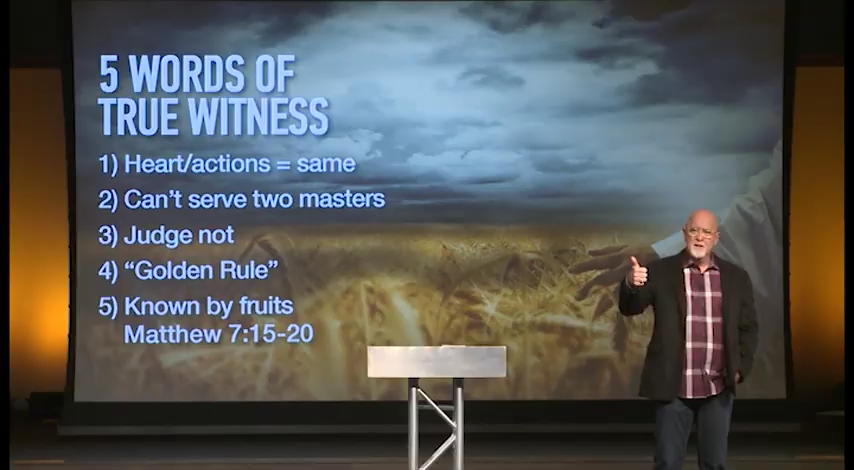 5 WORDS OF
TRUE WITNESS
1) Heart/actions = same
2) Can't serve two masters
3) Judge not
4) “Golden Rule”
5) Known by fruits
Matthew 7:15-20